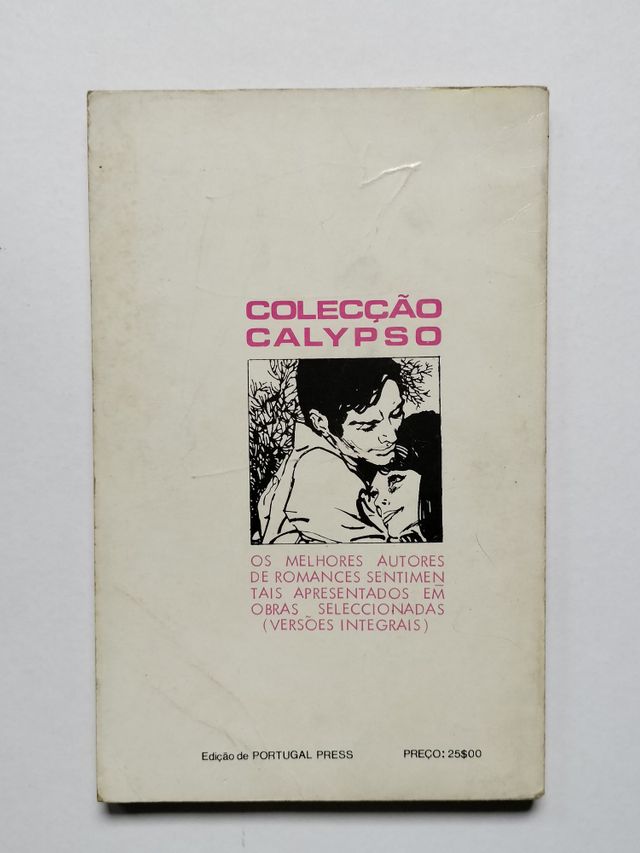 COLECÇÃO
CALYPSO
OS MELHORES AUTORES
DE ROMANCES SENTIMEN
TAIS APRESENTADOS EM
OBRAS SELECCIONADAS
(VERSÕES INTEGRAIS)
Edição de PORTUGAL PRESS PREÇO: 25$00